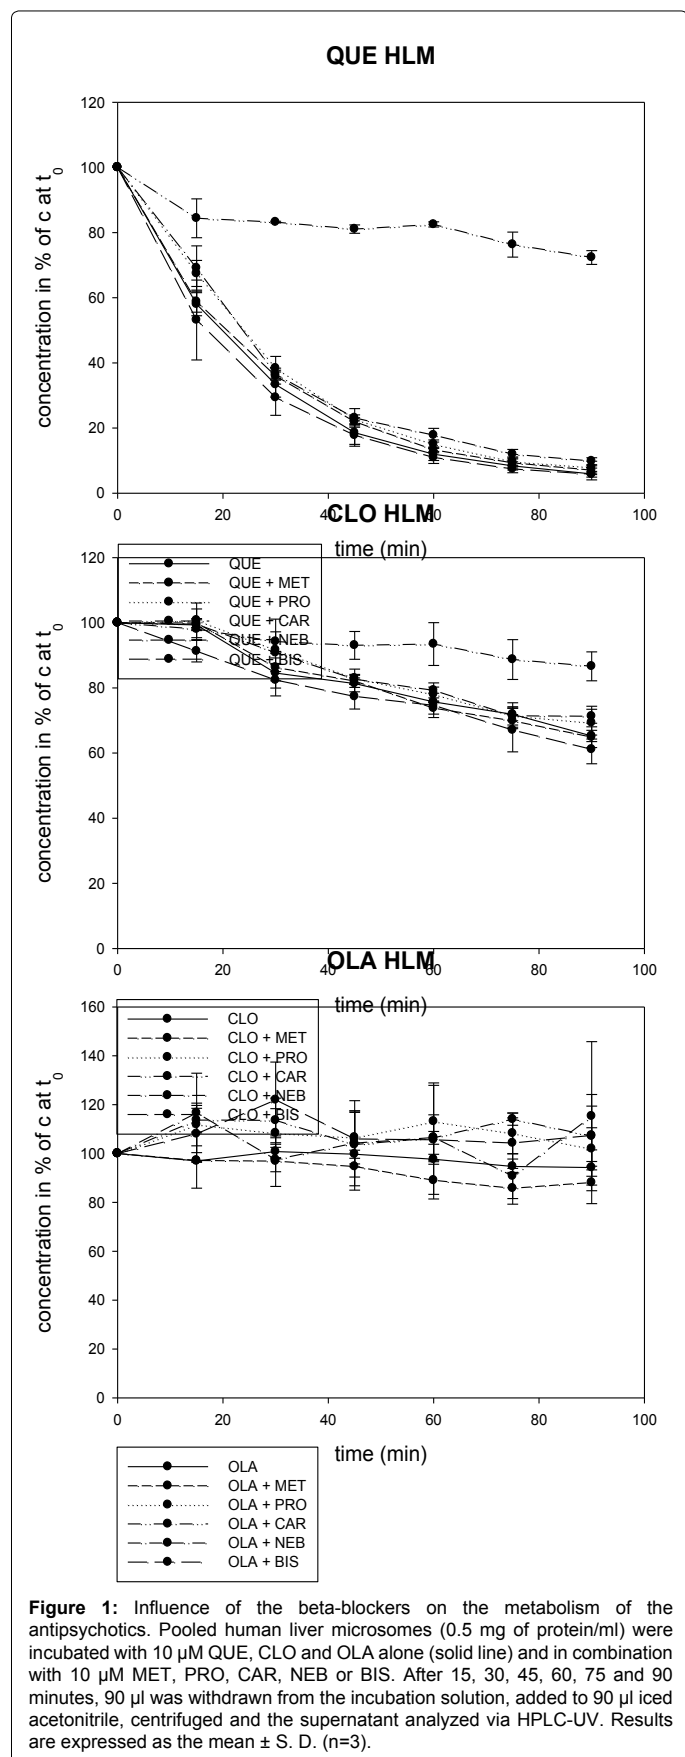 QUE HLM
120
100
80
60
40
20
0
concentration in % of c at t0
0 20 40 60 80 100
time (min)
QUE
QUE + MET
QUE + PRO
QUE + CAR
QUE + NEB
QUE + BIS
CLO HLM
120
100
80
60
40
20
0
concentration in % of c at t0
0 20 40 60 80 100
time (min)
CLO
CLO + MET
CLO + PRO
CLO + CAR
CLO + NEB
CLO + BIS
OLA HLM
160
140
120
100
80
60
40
20
0
concentration in % of c at t0
0 20 40 60 80 100
time (min)
OLA
OLA + MET
OLA + PRO
OLA + CAR
OLA + NEB
OLA + BIS
Figure 1: Influence of the beta-blockers on the metabolism of the
antipsychotics. Pooled human liver microsomes (0.5 mg of protein/ml) were
incubated with 10 µM QUE, CLO and OLA alone (solid line) and in combination
with 10 µM MET, PRO, CAR, NEB or BIS. After 15, 30, 45, 60, 75 and 90
minutes, 90 µl was withdrawn from the incubation solution, added to 90 µl iced
acetonitrile, centrifuged and the supernatant analyzed via HPLC-UV. Results
are expressed as the mean ± S. D. (n=3).